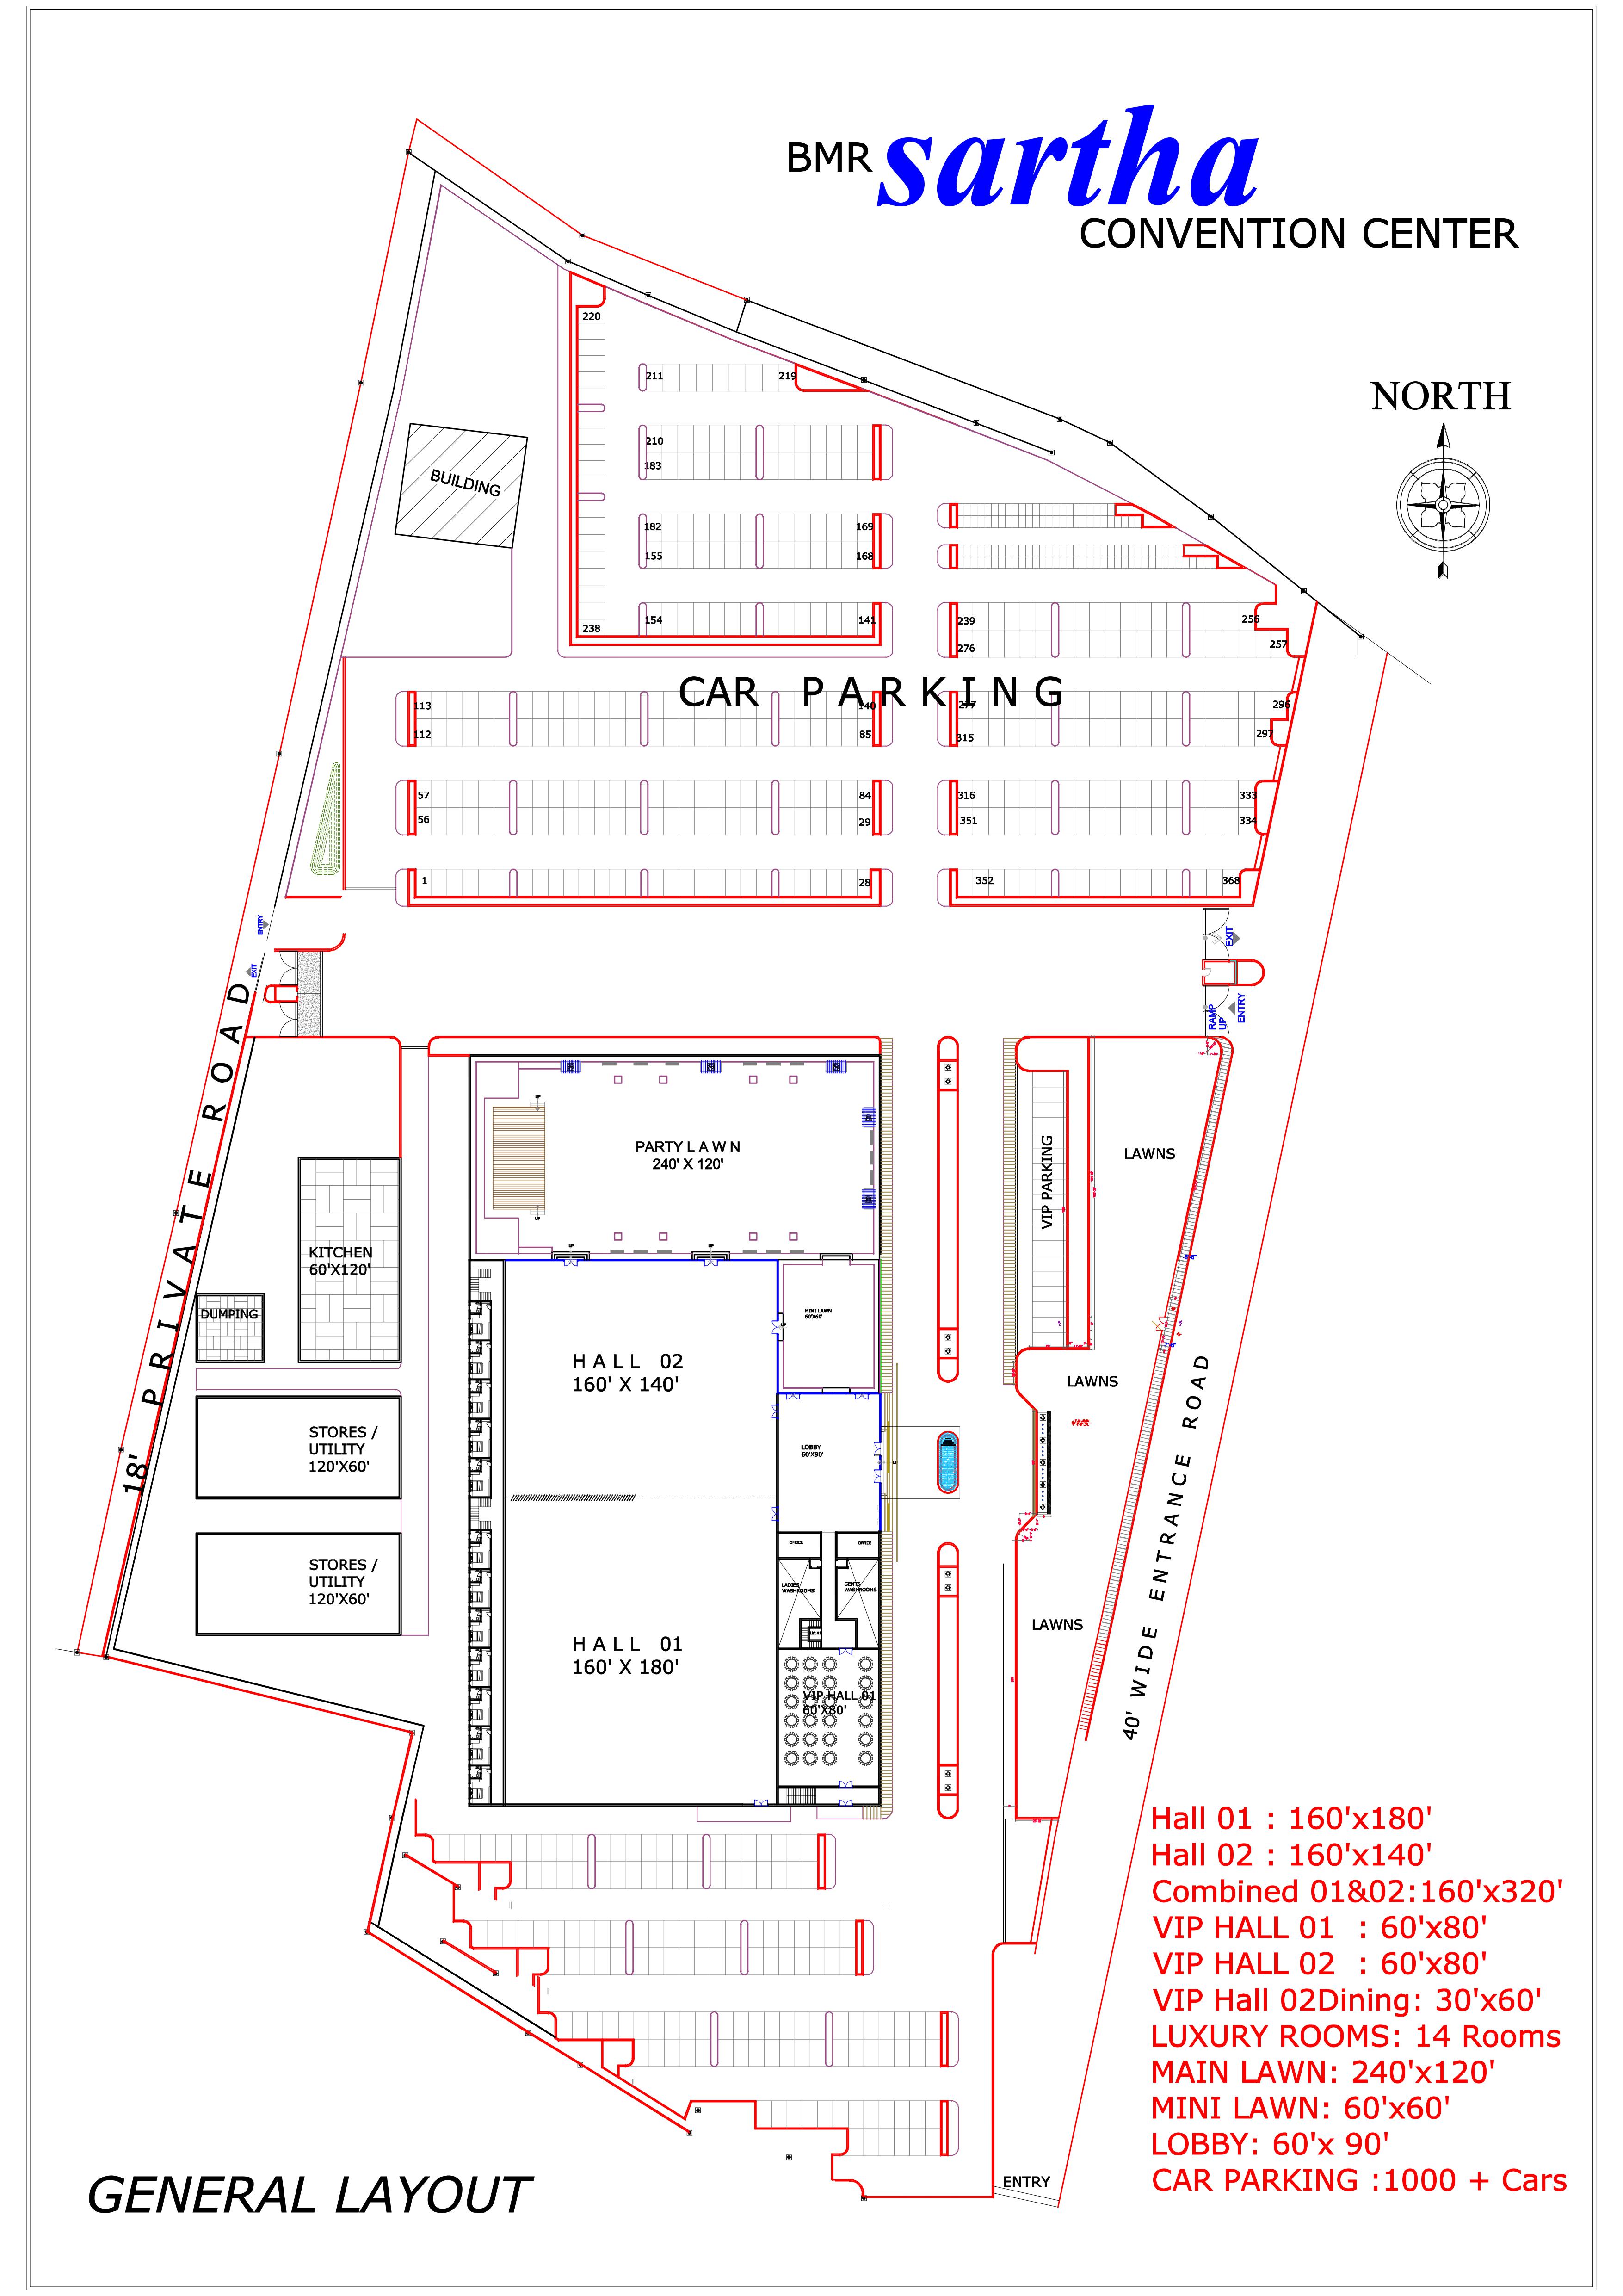 BMR sartha
CONVENTION CENTER
NORTH
220
211
219
BUILDING
210
183
182
169
155
168
154
141
238
239
256
276
257
CAR PARKING
113
140
277
296
112
85
315
297
57
84
316
333
56
29
351
334
1
28
352
368
ENTRY
EXIT
EXIT
ENTRY
RAMP
UP
18' PRIVATE ROAD
UP
PARTY LAWN
240' X 120'
UP
UP
VIP PARKING
LAWNS
KITCHEN
60'X120'
DUMPING
MINI LAWN
60'X60'
UP
HALL 02
160' X 140'
LAWNS
STORES /
UTILITY
120'X60'
LOBBY
60'X90'
40' WIDE ENTRANCE ROAD
STORES /
UTILITY
120'X60'
OFFICE
OFFICE
LADIES
WASHROOMS
GENTS
WASHROOMS
LAWNS
HALL 01
160' X 180'
VIP HALL 01
60'X80'
Hall 01 : 160'x180'
Hall 02 : 160'x140'
Combined 01&02:160'x320'
VIP HALL 01 : 60'x80'
VIP HALL 02 : 60'x80'
VIP Hall 02Dining: 30'x60'
LUXURY ROOMS: 14 Rooms
MAIN LAWN: 240'x120'
MINI LAWN: 60'x60'
LOBBY: 60'x 90'
CAR PARKING :1000 + Cars
ENTRY
GENERAL LAYOUT